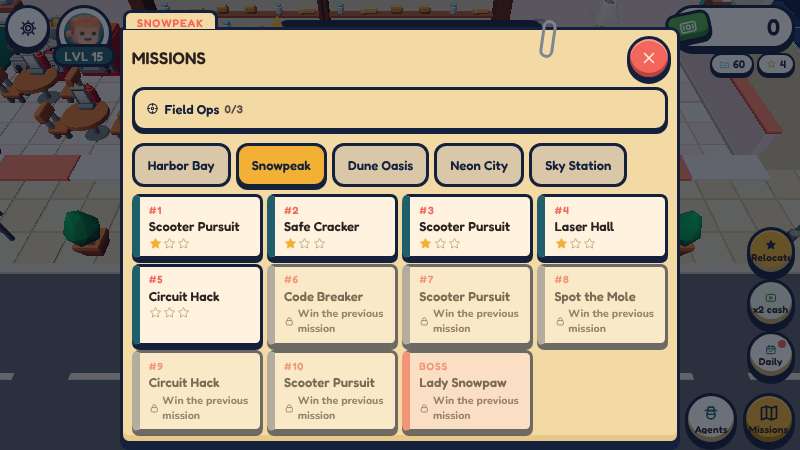 SNOWPEAK
LVL 15
MISSIONS
0
60
4
Field Ops 0/3
Harbor Bay
Snowpeak
Dune Oasis
Neon City
Sky Station
#1
Scooter Pursuit
#2
Safe Cracker
#3
Scooter Pursuit
#4
Laser Hall
#5
Circuit Hack
#6
Code Breaker
Win the previous
mission
#7
Scooter Pursuit
Win the previous
mission
#8
Spot the Mole
Win the previous
mission
#9
Circuit Hack
Win the previous
mission
#10
Scooter Pursuit
Win the previous
mission
BOSS
Lady Snowpaw
Win the previous
mission
Relocate
x2 cash
Daily
Agents
Missions